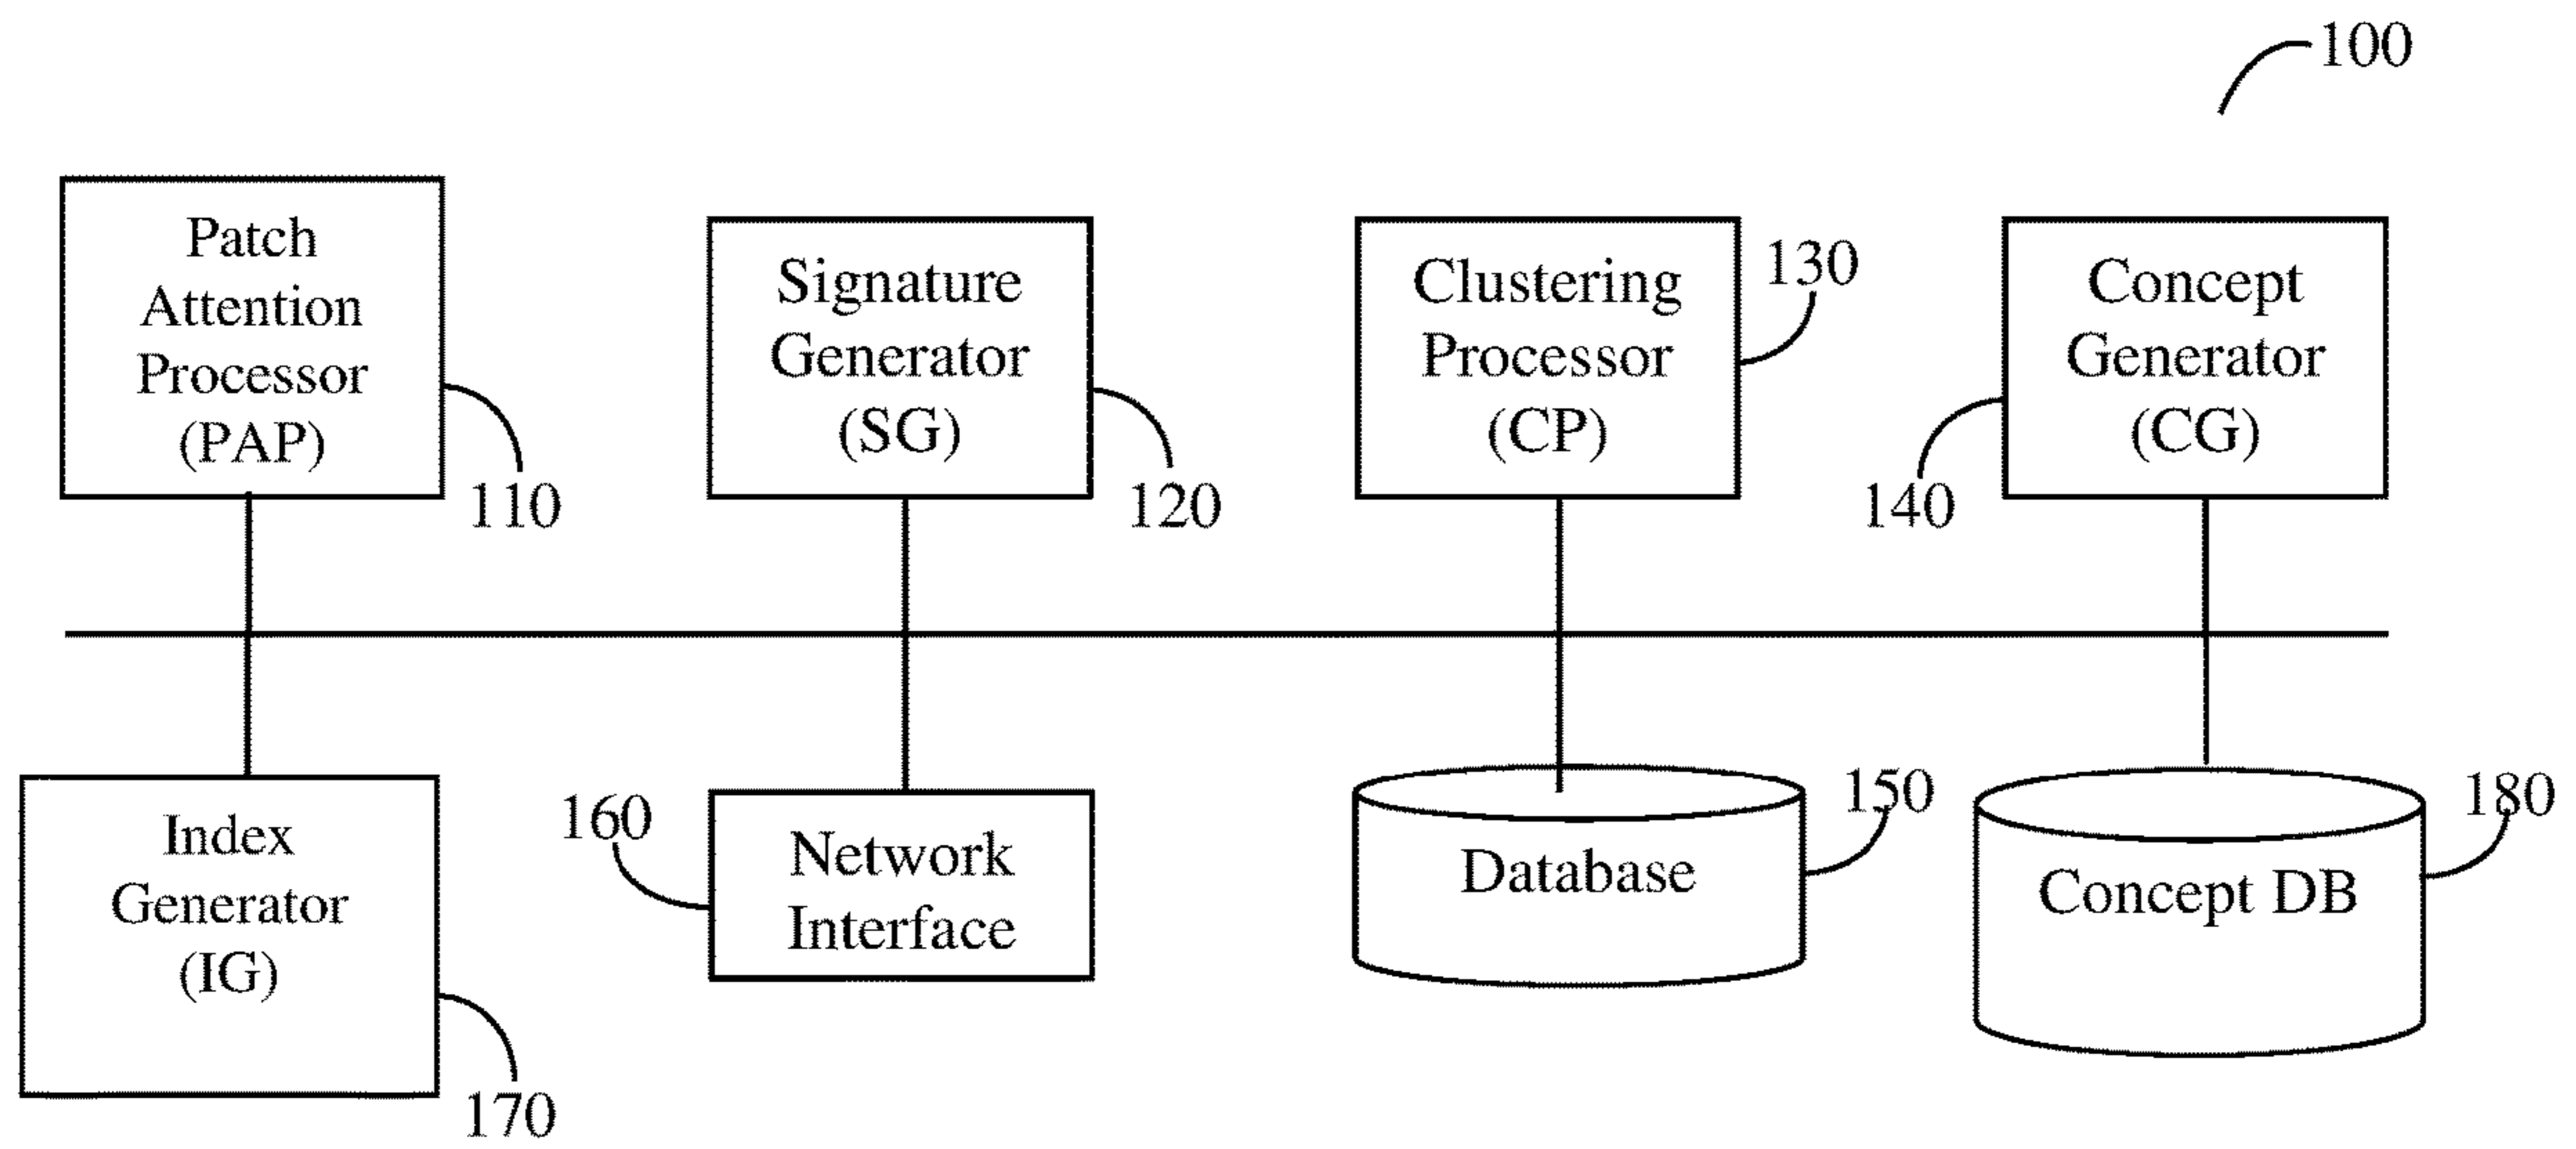 100
Patch
Attention
Processor
(PAP)
110
Signature
Generator
(SG)
120
Clustering
Processor
(CP)
130
Concept
Generator
(CG)
140
Index
Generator
(IG)
170
160
Network
Interface
Database
150
Concept DB
180